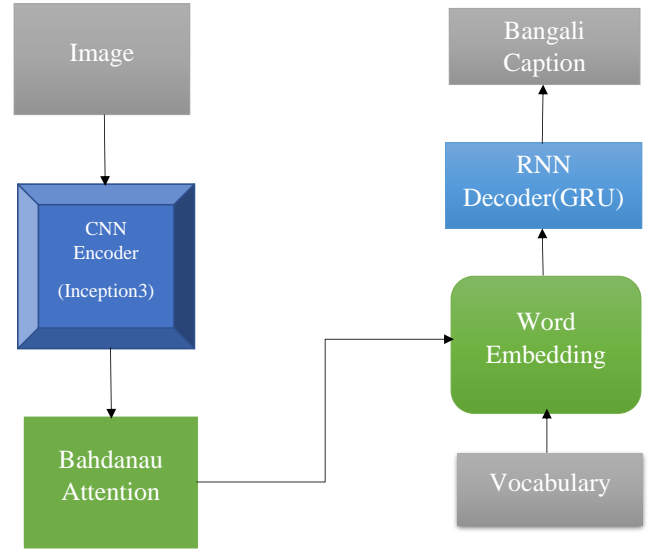 Image
CNN
Encoder
(Inception3)
Bahdanau
Attention
Bangali
Caption
RNN
Decoder(GRU)
Word
Embedding
Vocabulary